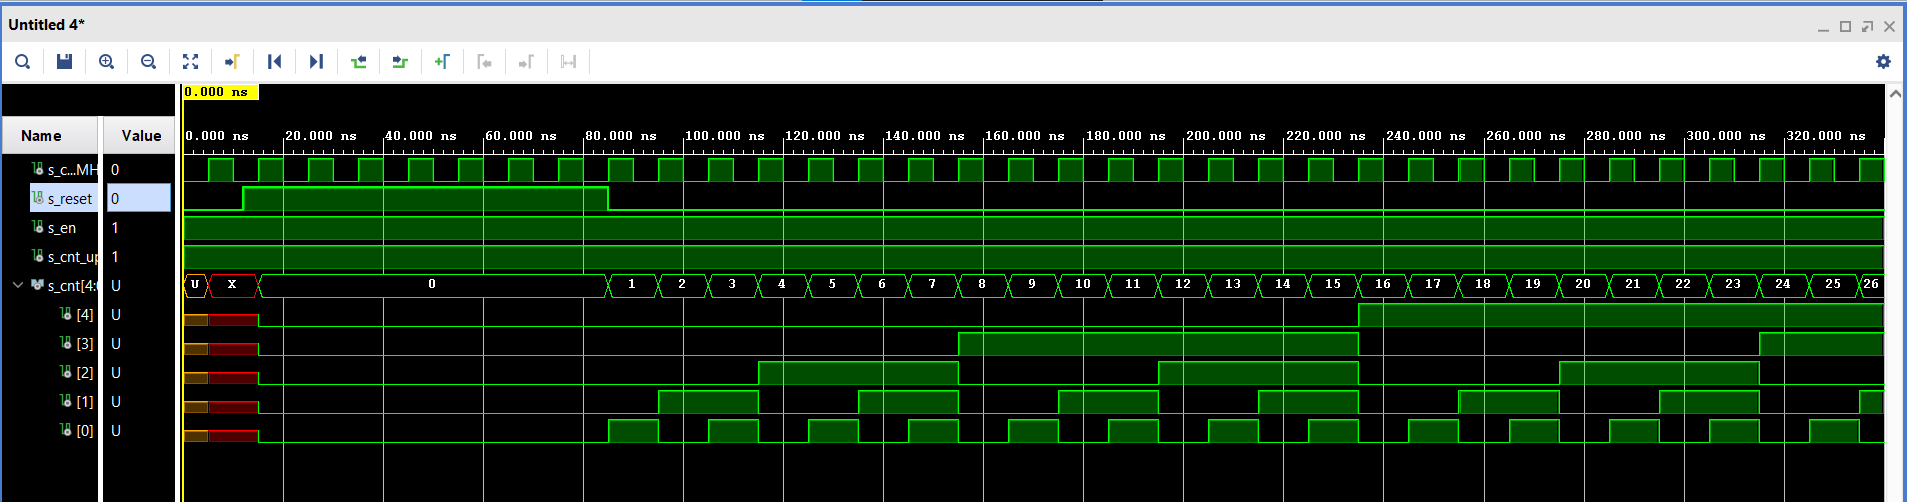 Untitled 4*
0.000 ns
Name Value
0.000 ns 20.000 ns 40.000 ns 60.000 ns 80.000 ns 100.000 ns 120.000 ns 140.000 ns 160.000 ns 180.000 ns 200.000 ns 220.000 ns 240.000 ns 260.000 ns 280.000 ns 300.000 ns 320.000 ns
s_c...MH 0
s_reset 0
s_en 1
s_cnt_up 1
s_cnt[4:0 U U X 0 1 2 3 4 5 6 7 8 9 10 11 12 13 14 15 16 17 18 19 20 21 22 23 24 25 26
[4] U
[3] U
[2] U
[1] U
[0] U